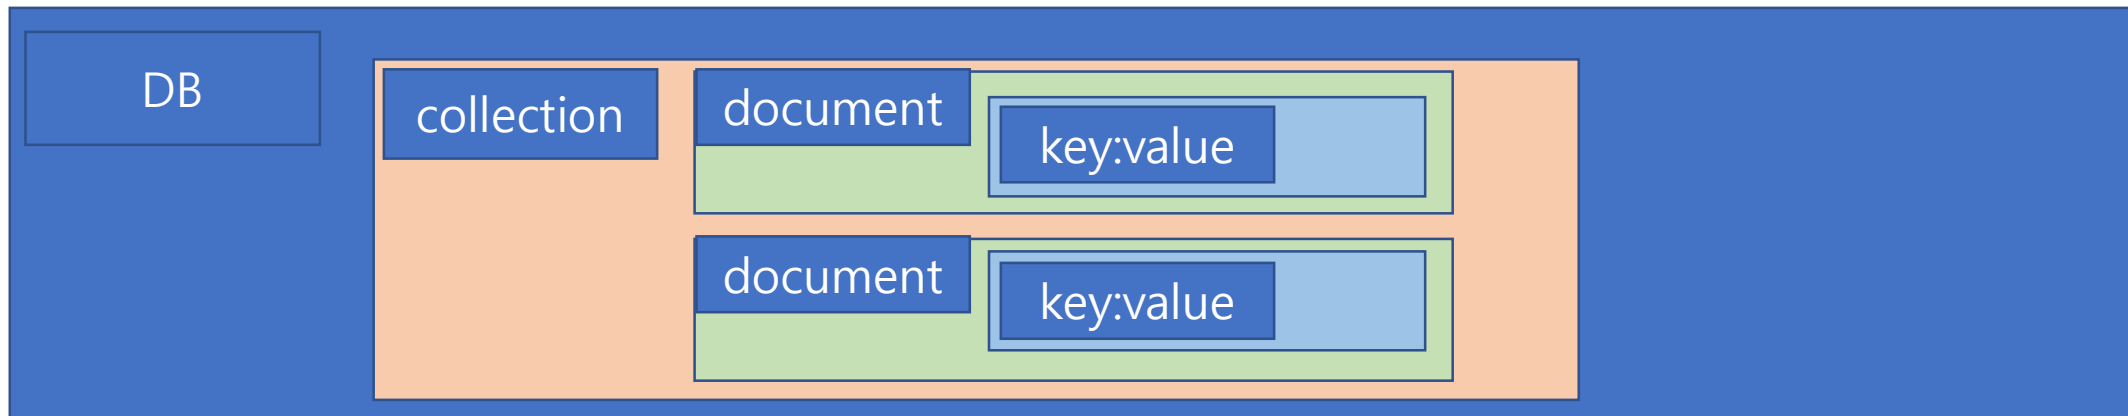 DB
collection
document
key:value
document
key:value